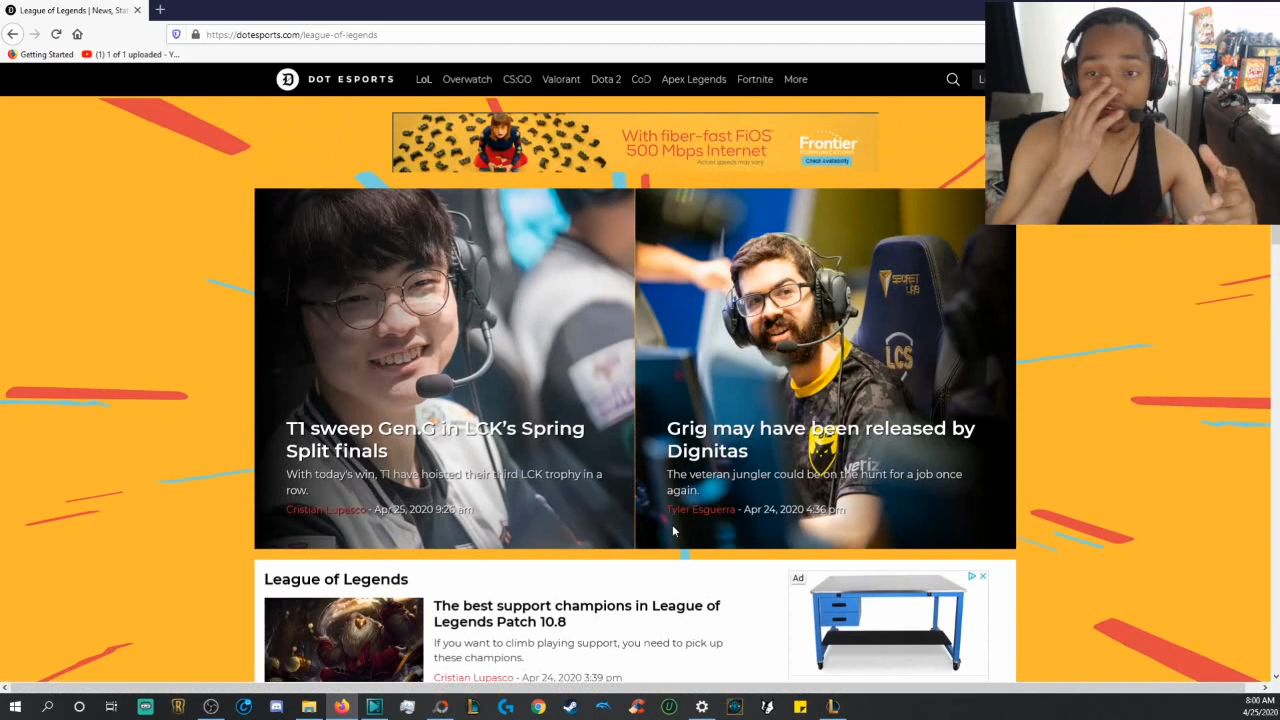 League of Legends | News, Stat
https://dotesports.com/league-of-legends
Getting Started
(1) 1 of 1 uploaded - Y...
DOT ESPORTS
LoL
Overwatch
CS:GO
Valorant
Dota 2
CoD
Apex Legends
Fortnite
More
With fiber-fast FiOS®
500 Mbps Internet
Actual speeds may vary.
Frontier
COMMUNICATIONS
Check Availability
SECRET
LAB
LCS
T1 sweep Gen.G in LCK's Spring
Split finals
With today's win, T1 have hoisted their third LCK trophy in a
row.
Cristian Lupasco - Apr 25, 2020 9:26 am
Grig may have been released by
Dignitas
The veteran jungler could be on the hunt for a job once
again.
Tyler Esguerra - Apr 24, 2020 4:36 pm
League of Legends
The best support champions in League of
Legends Patch 10.8
If you want to climb playing support, you need to pick up
these champions.
Cristian Lupasco - Apr 24, 2020 3:39 pm
Ad
8:00 AM
4/25/2020